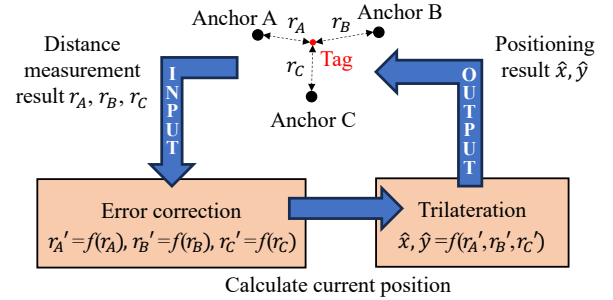 Anchor A
r_A
r_B
Anchor B
Tag
r_C
Anchor C
Distance
measurement
result r_A, r_B, r_C
INPUT
Positioning
result x̂, ŷ
OUTPUT
Error correction
r_A′=f(r_A), r_B′=f(r_B), r_C′=f(r_C)
Trilateration
x̂, ŷ=f(r_A′,r_B′,r_C′)
Calculate current position